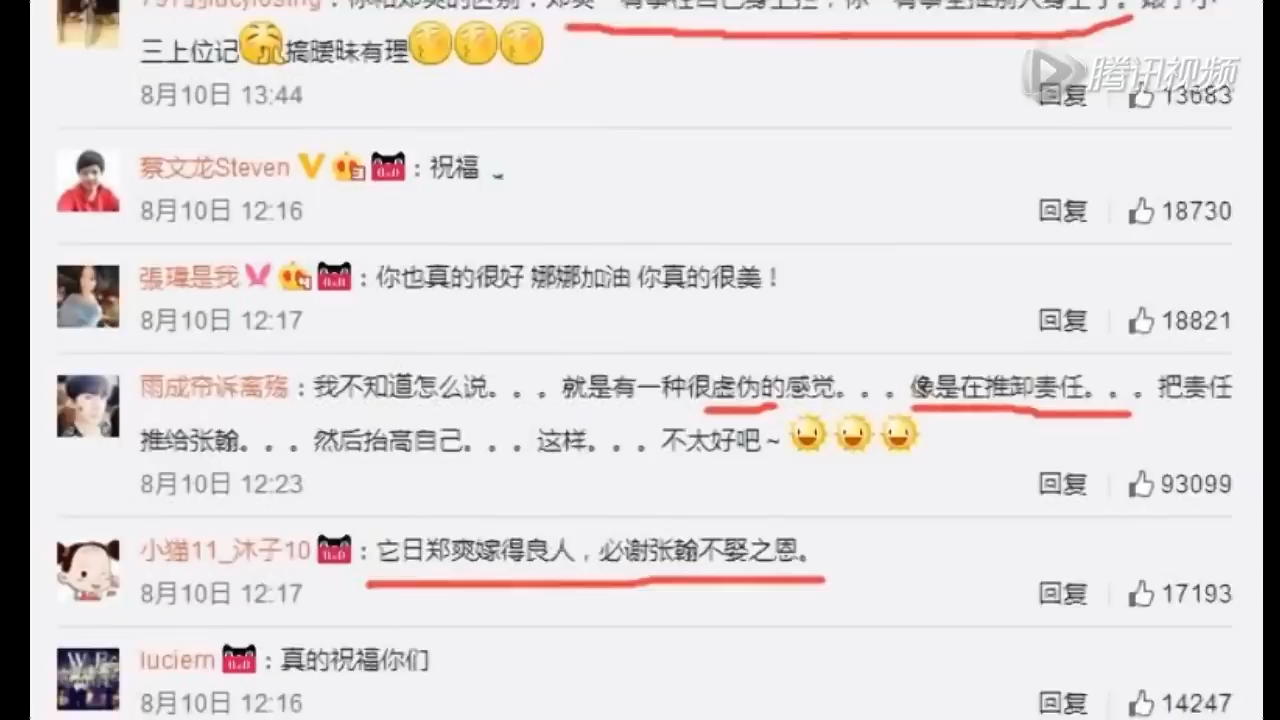 三上位记 搞暧昧有理
8月10日 13:44
回复 13683
腾讯视频
蔡文龙Steven : 祝福
8月10日 12:16
回复 18730
張瑋是我 : 你也真的很好 娜娜加油 你真的很美！
8月10日 12:17
回复 18821
雨成帘诉离殇 : 我不知道怎么说。。。就是有一种很虚伪的感觉。。。像是在推卸责任。。。把责任
推给张翰。。。然后抬高自己。。。这样。。。不太好吧~
8月10日 12:23
回复 93099
小猫11_沐子10 : 它日郑爽嫁得良人，必谢张翰不娶之恩。
8月10日 12:17
回复 17193
luciem : 真的祝福你们
8月10日 12:16
回复 14247